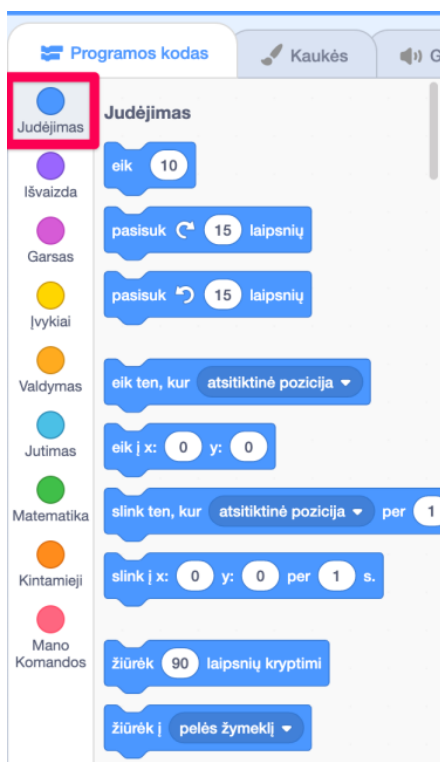 Programos kodas
Kaukės
G
Judėjimas
Išvaizda
Garsas
Įvykiai
Valdymas
Jutimas
Matematika
Kintamieji
Mano
Komandos
Judėjimas
eik 10
pasisuk 15 laipsnių
pasisuk 15 laipsnių
eik ten, kur atsitiktinė pozicija
eik į x: 0 y: 0
slink ten, kur atsitiktinė pozicija per 1
slink į x: 0 y: 0 per 1 s.
žiūrėk 90 laipsnių kryptimi
žiūrėk į pelės žymeklį